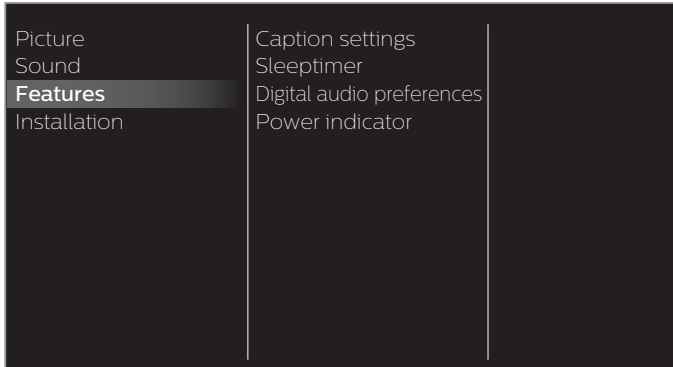 Picture
Sound
Features
Installation
Caption settings
Sleeptimer
Digital audio preferences
Power indicator